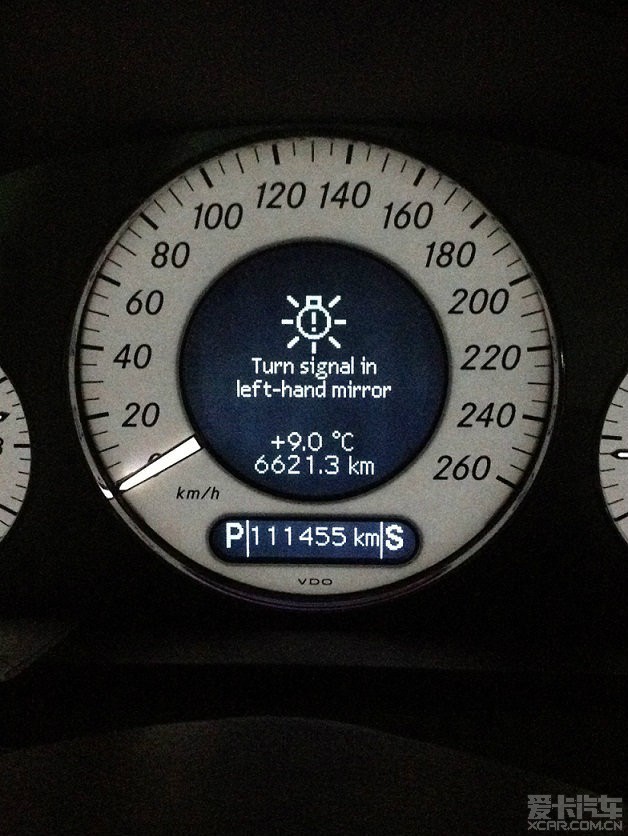 120 140
100 160
80 180
60 200
40 220
20 240
0 260
Turn signal in
left-hand mirror
+9.0 °C
6621.3 km
km/h
P 111455 km S
VDO
爱卡汽车
XCAR.COM.CN